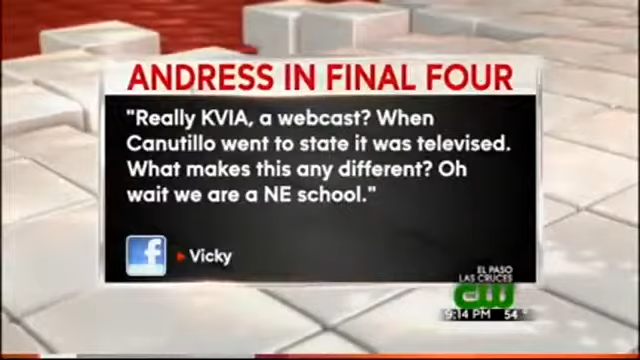 ANDRESS IN FINAL FOUR
"Really KVIA, a webcast? When
Canutillo went to state it was televised.
What makes this any different? Oh
wait we are a NE school."
f
Vicky
EL PASO
LAS CRUCES
CW
9:14 PM 54°